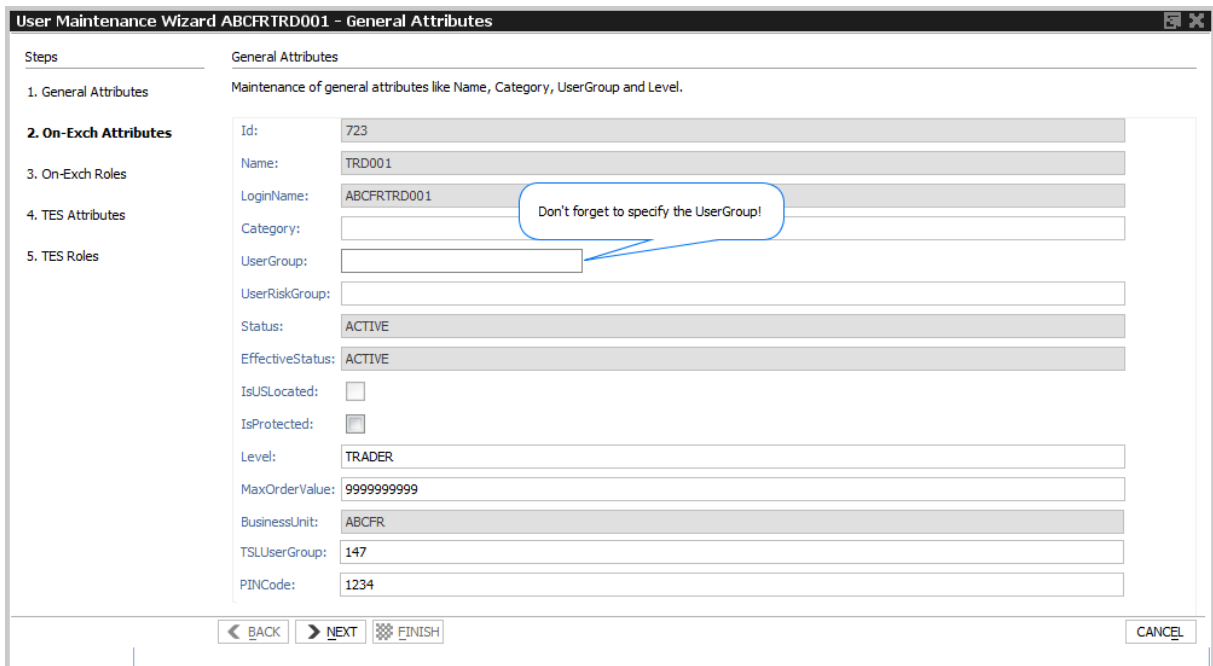 User Maintenance Wizard ABCFRTRD001 - General Attributes
Steps
1. General Attributes
2. On-Exch Attributes
3. On-Exch Roles
4. TES Attributes
5. TES Roles
General Attributes
Maintenance of general attributes like Name, Category, UserGroup and Level.
Id: 723
Name: TRD001
LoginName: ABCFRTRD001
Don't forget to specify the UserGroup!
Category:
UserGroup:
UserRiskGroup:
Status: ACTIVE
EffectiveStatus: ACTIVE
IsUSLocated:
IsProtected:
Level: TRADER
MaxOrderValue: 9999999999
BusinessUnit: ABCFR
TSLUserGroup: 147
PINCode: 1234
BACK NEXT FINISH CANCEL